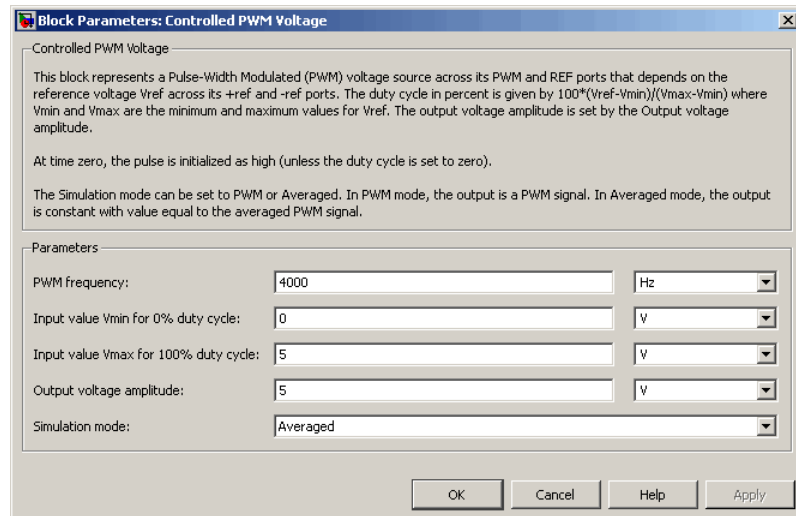 Block Parameters: Controlled PWM Voltage
Controlled PWM Voltage
This block represents a Pulse-Width Modulated (PWM) voltage source across its PWM and REF ports that depends on the
reference voltage Vref across its +ref and -ref ports. The duty cycle in percent is given by 100*(Vref-Vmin)/(Vmax-Vmin) where
Vmin and Vmax are the minimum and maximum values for Vref. The output voltage amplitude is set by the Output voltage
amplitude.
At time zero, the pulse is initialized as high (unless the duty cycle is set to zero).
The Simulation mode can be set to PWM or Averaged. In PWM mode, the output is a PWM signal. In Averaged mode, the output
is constant with value equal to the averaged PWM signal.
Parameters
PWM frequency: 4000 Hz
Input value Vmin for 0% duty cycle: 0 V
Input value Vmax for 100% duty cycle: 5 V
Output voltage amplitude: 5 V
Simulation mode: Averaged
OK Cancel Help Apply